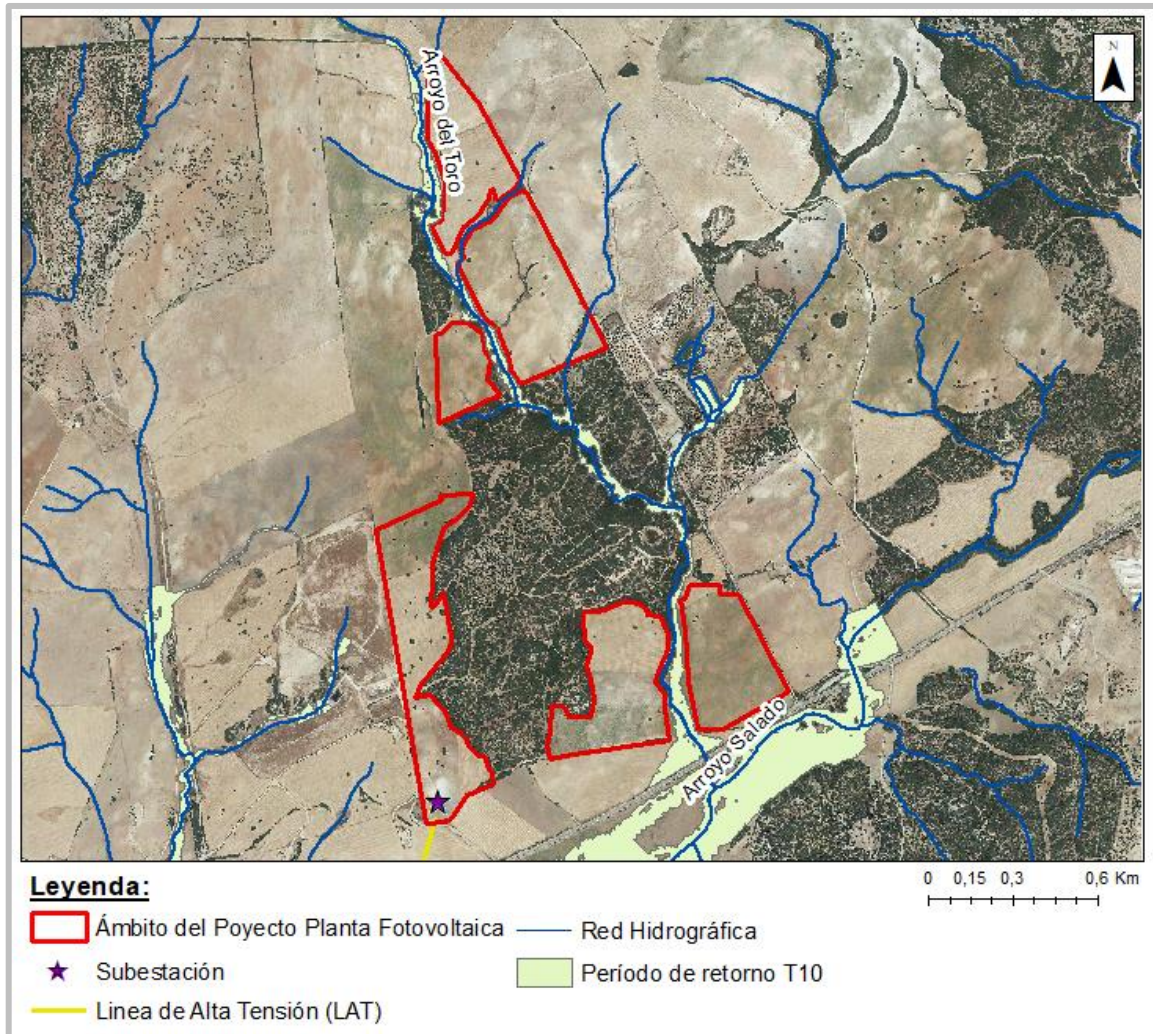 N
Arroyo del Toro
Arroyo Salado
Leyenda:
0 0,15 0,3 0,6 Km
Ámbito del Poyecto Planta Fotovoltaica
Red Hidrográfica
Subestación
Período de retorno T10
Linea de Alta Tensión (LAT)